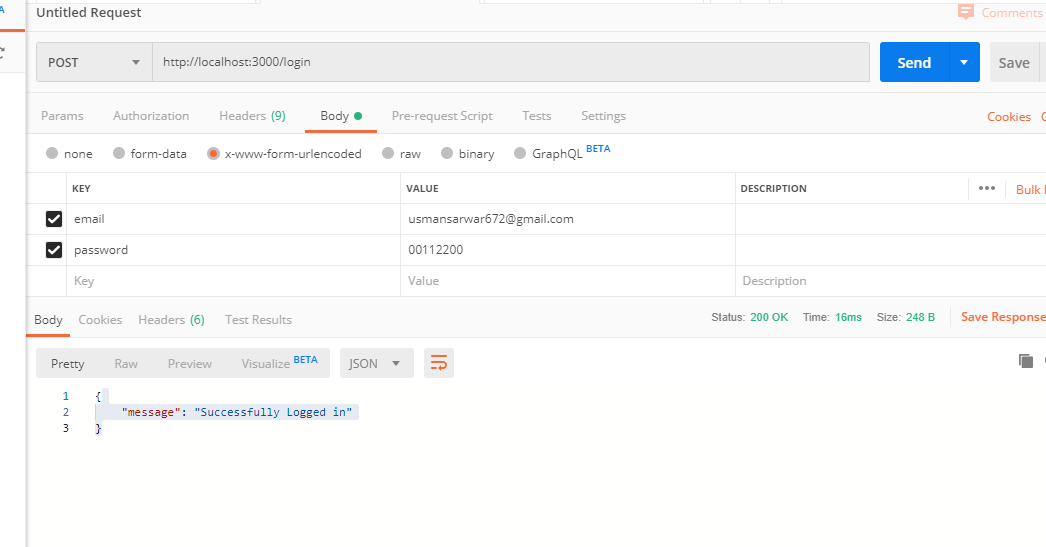 A
Untitled Request
Comments
POST http://localhost:3000/login Send Save
Params Authorization Headers (9) Body Pre-request Script Tests Settings Cookies
none form-data x-www-form-urlencoded raw binary GraphQL BETA
KEY VALUE DESCRIPTION ••• Bulk
email usmansarwar672@gmail.com
password 00112200
Key Value Description
Body Cookies Headers (6) Test Results Status: 200 OK Time: 16ms Size: 248 B Save Response
Pretty Raw Preview Visualize BETA JSON
1 {
2 "message": "Successfully Logged in"
3 }